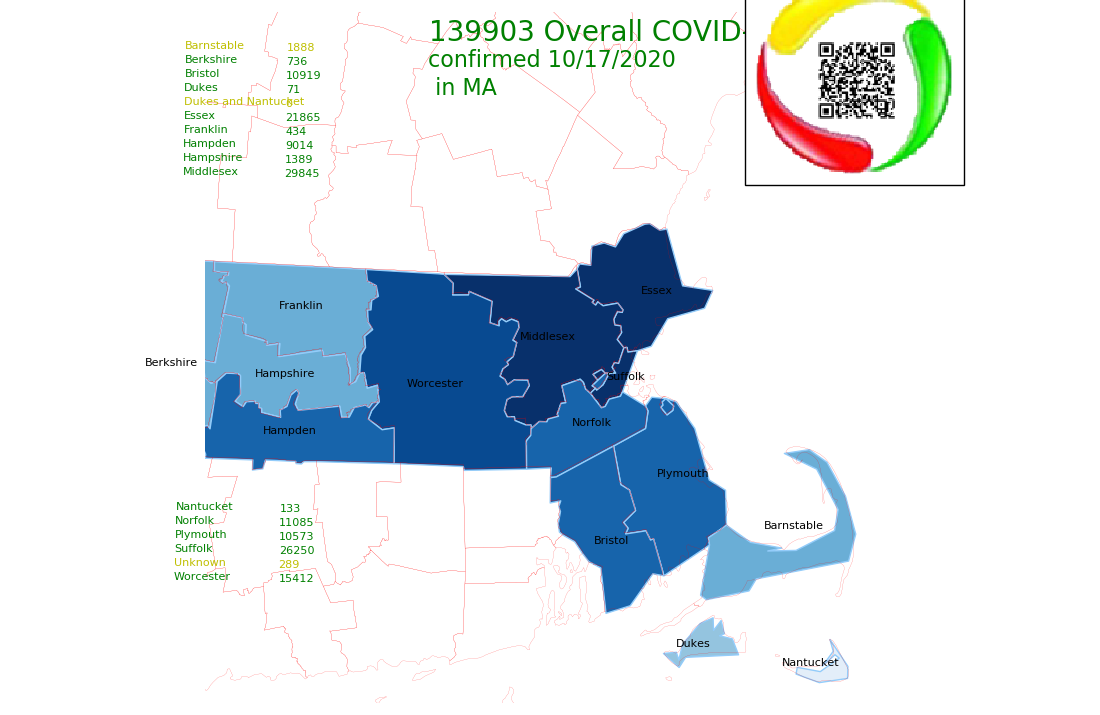 139903 Overall COVID-
confirmed 10/17/2020
in MA
Barnstable 1888
Berkshire 736
Bristol 10919
Dukes 71
Dukes and Nantucket
Essex 21865
Franklin 434
Hampden 9014
Hampshire 1389
Middlesex 29845
Essex
Franklin
Middlesex
Berkshire
Hampshire
Suffolk
Worcester
Norfolk
Hampden
Plymouth
Nantucket 133
Norfolk 11085
Plymouth 10573
Suffolk 26250
Unknown 289
Worcester 15412
Barnstable
Bristol
Dukes
Nantucket